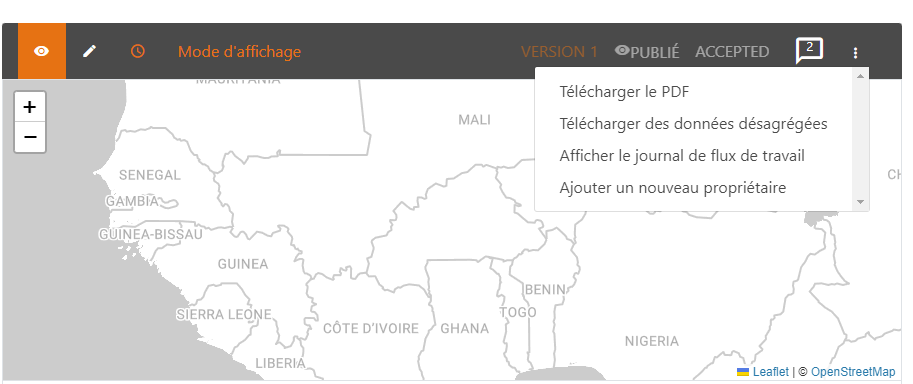 Mode d'affichage
VERSION 1
PUBLIÉ
ACCEPTED
2
Télécharger le PDF
Télécharger des données désagrégées
Afficher le journal de flux de travail
Ajouter un nouveau propriétaire
+
−
MAURITANIA
MALI
SENEGAL
GAMBIA
GUINEA-BISSAU
GUINEA
SIERRA LEONE
LIBERIA
CÔTE D'IVOIRE
GHANA
TOGO
BENIN
NIGERIA
CH
Leaflet | © OpenStreetMap